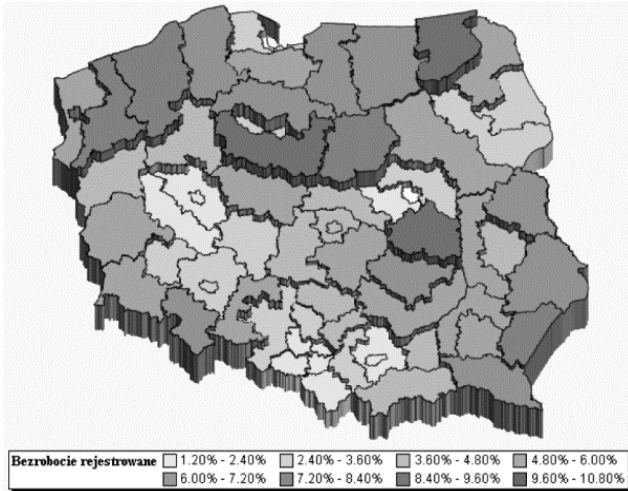 Bezrobocie rejestrowane 1.20% - 2.40% 2.40% - 3.60% 3.60% - 4.80% 4.80% - 6.00%
6.00% - 7.20% 7.20% - 8.40% 8.40% - 9.60% 9.60% - 10.80%